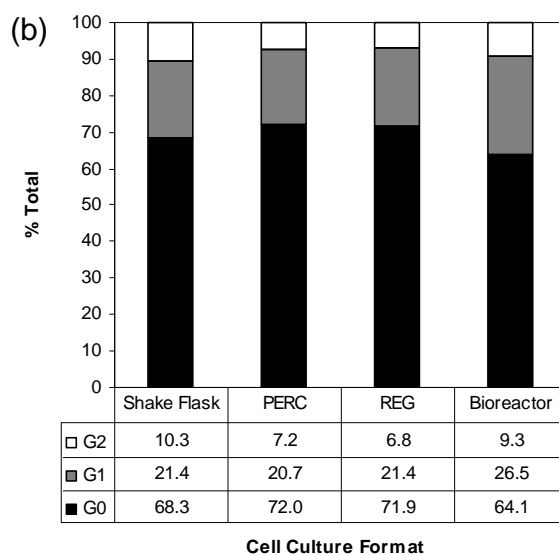 (b)
% Total
100
90
80
70
60
50
40
30
20
10
0
Shake Flask PERC REG Bioreactor
G2 10.3 7.2 6.8 9.3
G1 21.4 20.7 21.4 26.5
G0 68.3 72.0 71.9 64.1
Cell Culture Format